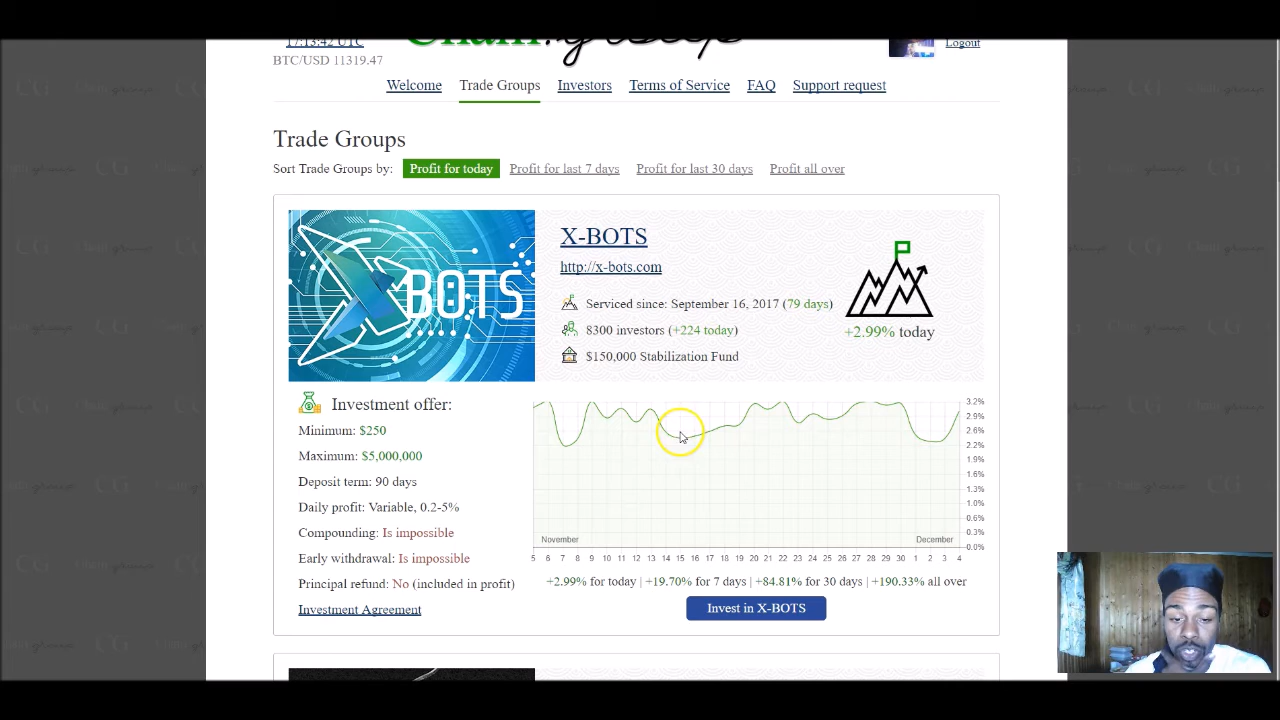 17:13:42 UTC
Chain.group
Logout
BTC/USD 11319.47
Welcome Trade Groups Investors Terms of Service FAQ Support request
Trade Groups
Sort Trade Groups by: Profit for today Profit for last 7 days Profit for last 30 days Profit all over
X-BOTS
http://x-bots.com
BOTS
Serviced since: September 16, 2017 (79 days)
8300 investors (+224 today)
+2.99% today
$150,000 Stabilization Fund
Investment offer:
Minimum: $250
Maximum: $5,000,000
Deposit term: 90 days
Daily profit: Variable, 0.2-5%
Compounding: Is impossible
Early withdrawal: Is impossible
Principal refund: No (included in profit)
Investment Agreement
3.2%
2.9%
2.6%
2.2%
1.9%
1.6%
1.3%
1.0%
0.6%
0.3%
0.0%
November December
5 6 7 8 9 10 11 12 13 14 15 16 17 18 19 20 21 22 23 24 25 26 27 28 29 30 1 2 3 4
+2.99% for today | +19.70% for 7 days | +84.81% for 30 days | +190.33% all over
Invest in X-BOTS